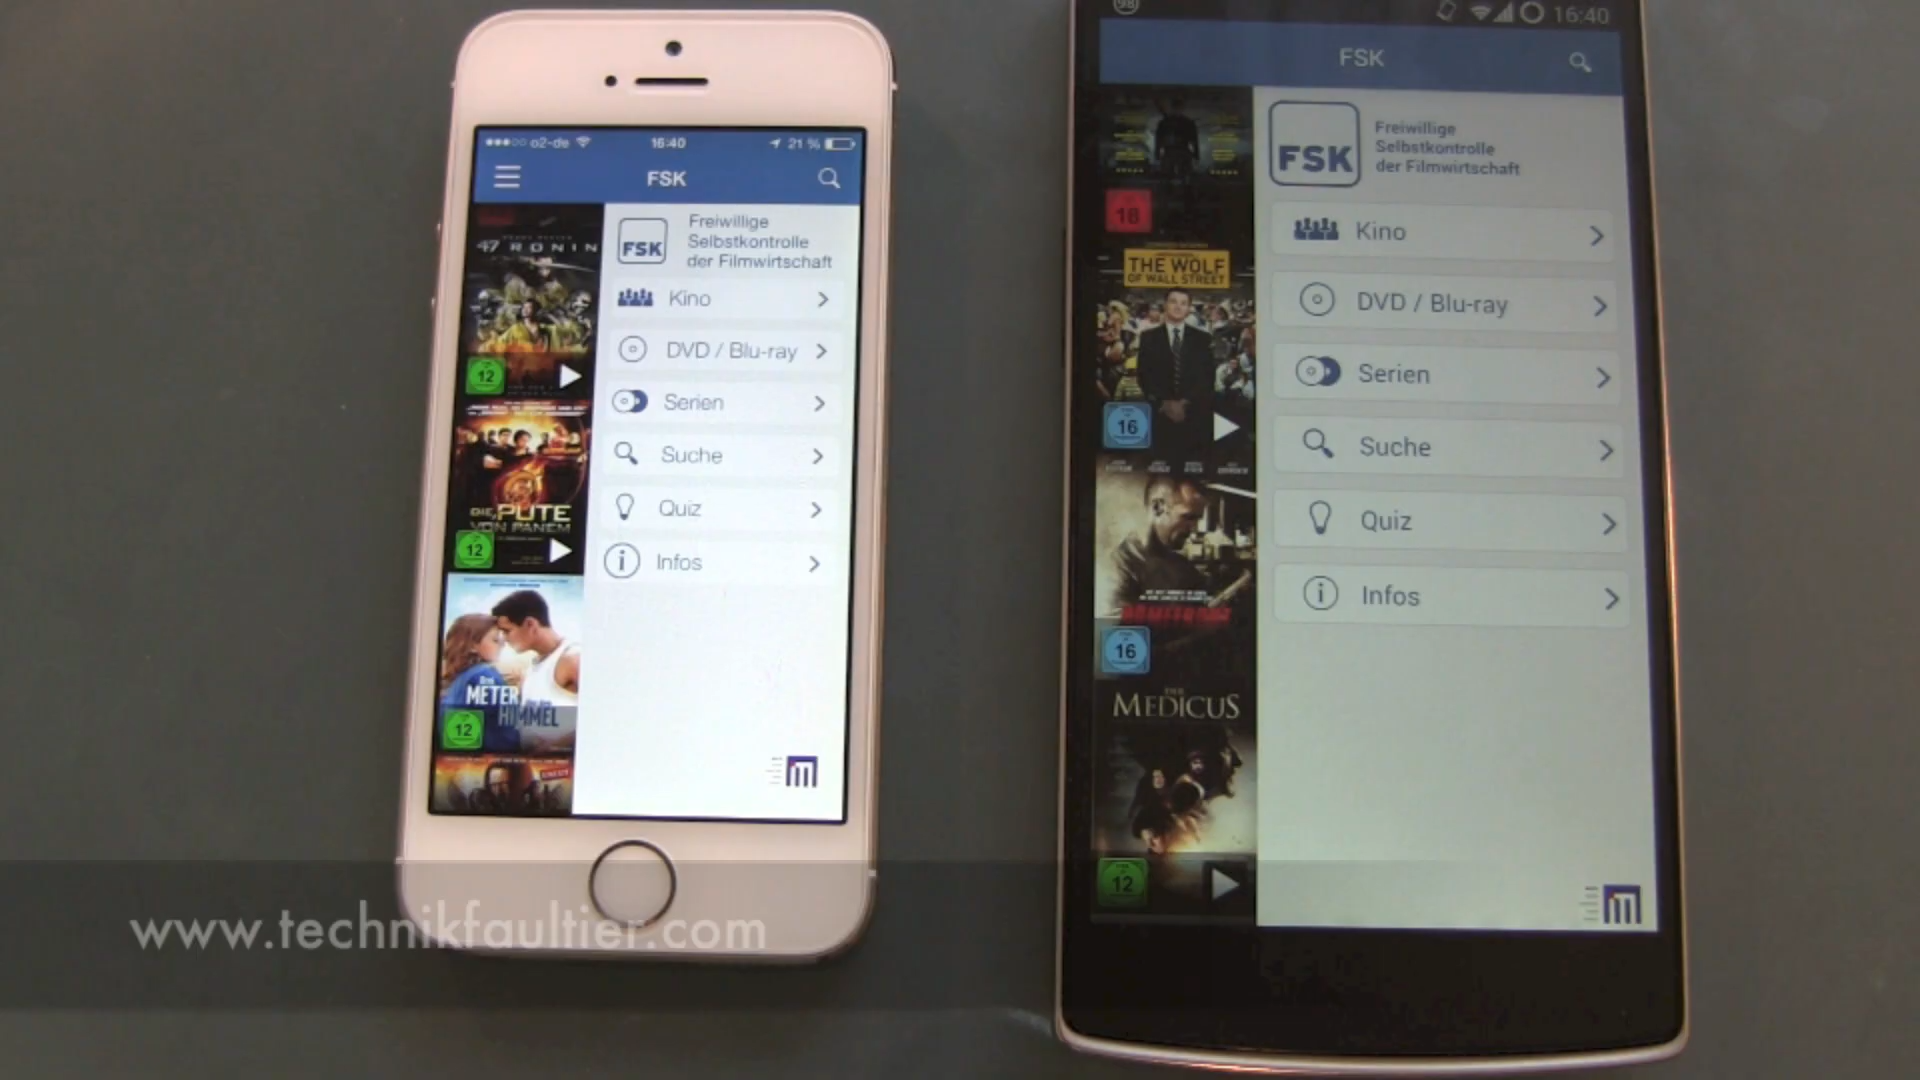 o2-de 16:40 21 %
FSK
47 RONIN
12
DIE PUTE
VON PANEM
12
METER
HIMMEL
12
UNCUT
FSK
Freiwillige
Selbstkontrolle
der Filmwirtschaft
Kino
DVD / Blu-ray
Serien
Suche
Quiz
Infos
98 16:40
FSK
18
THE WOLF
OF WALL STREET
16
16
DER
MEDICUS
12
FSK
Freiwillige
Selbstkontrolle
der Filmwirtschaft
Kino
DVD / Blu-ray
Serien
Suche
Quiz
Infos
www.technikfaultier.com